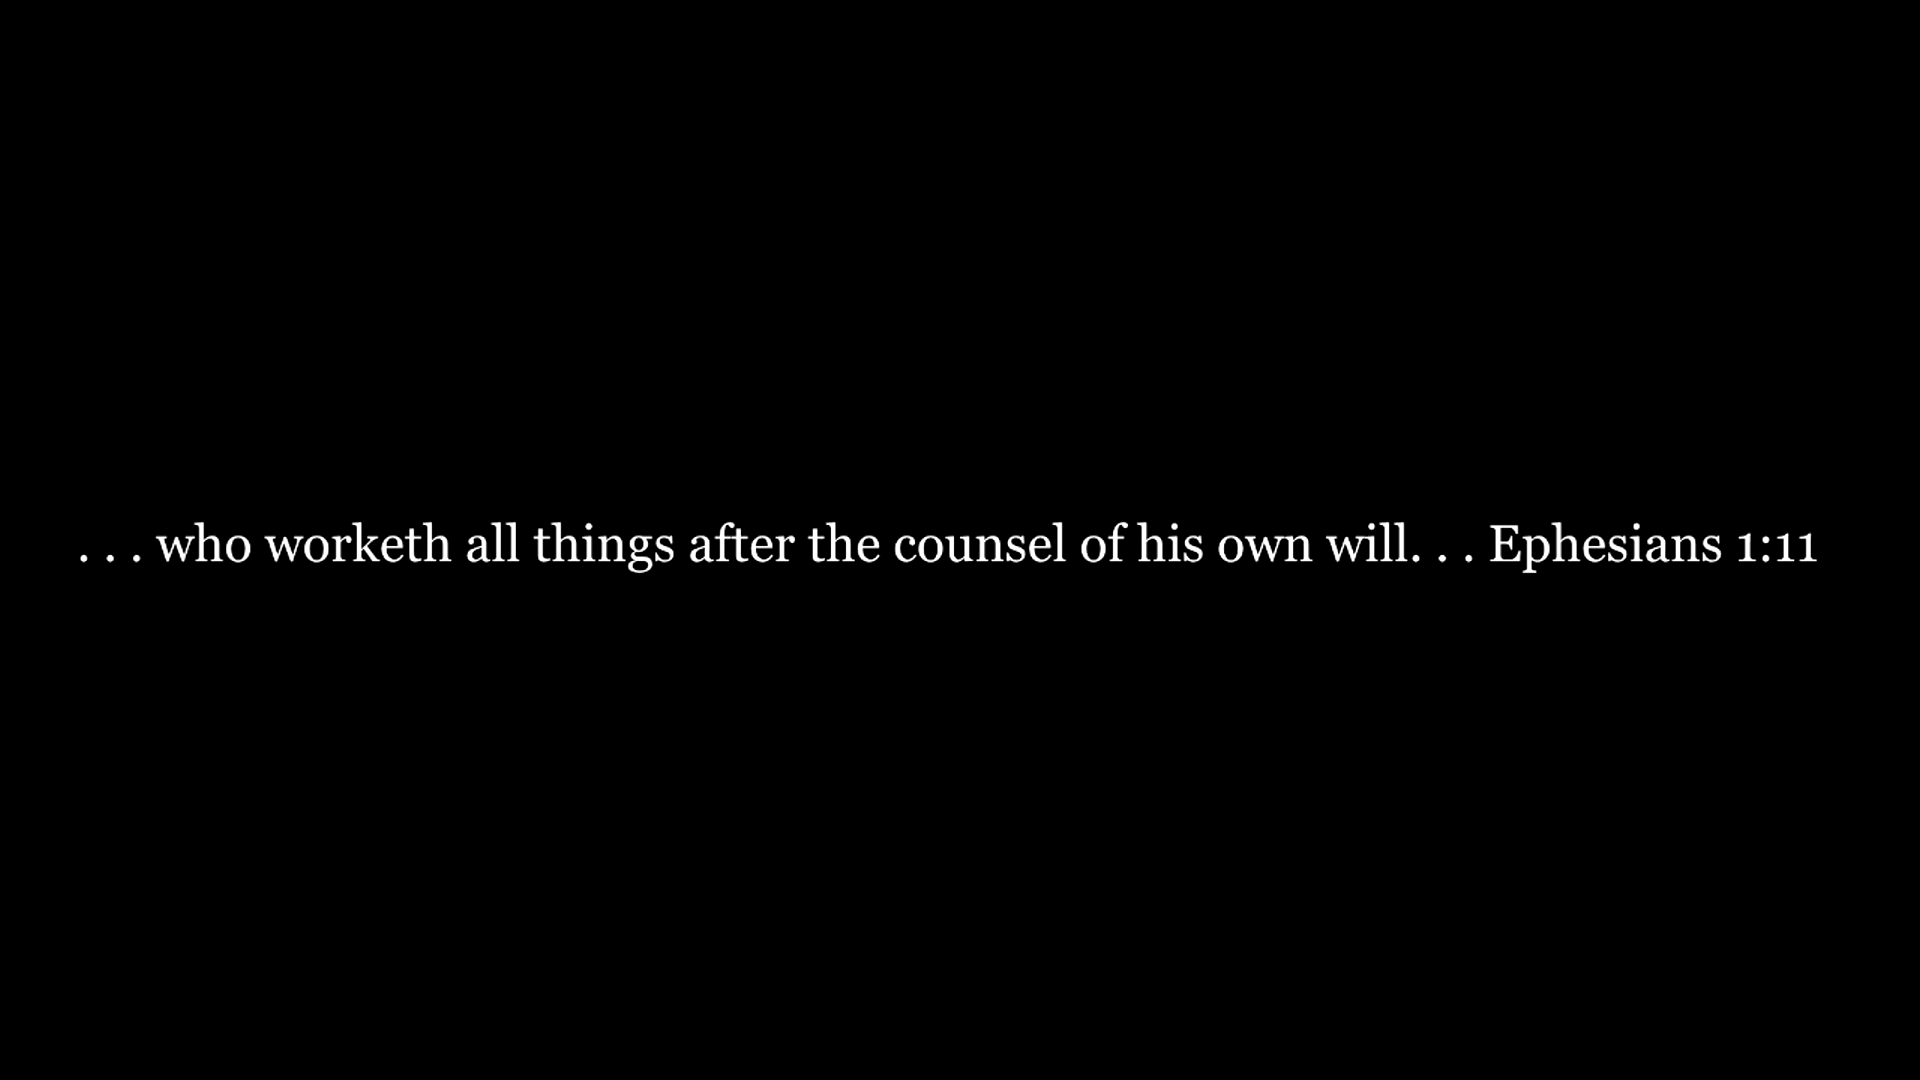 . . . who worketh all things after the counsel of his own will. . . Ephesians 1:11